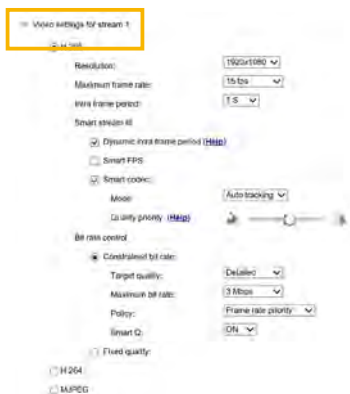 Video settings for stream 1
H.265
Resolution: 1920x1080
Maximum frame rate: 15 fps
Intra frame period: 1 S
Smart stream III
Dynamic intra frame period (Help)
Smart FPS
Smart codec:
Mode: Auto tracking
Quality priority: (Help)
Bit rate control
Constrained bit rate:
Target quality: Detailed
Maximum bit rate: 3 Mbps
Policy: Frame rate priority
Smart Q: ON
Fixed quality:
H.264
MJPEG